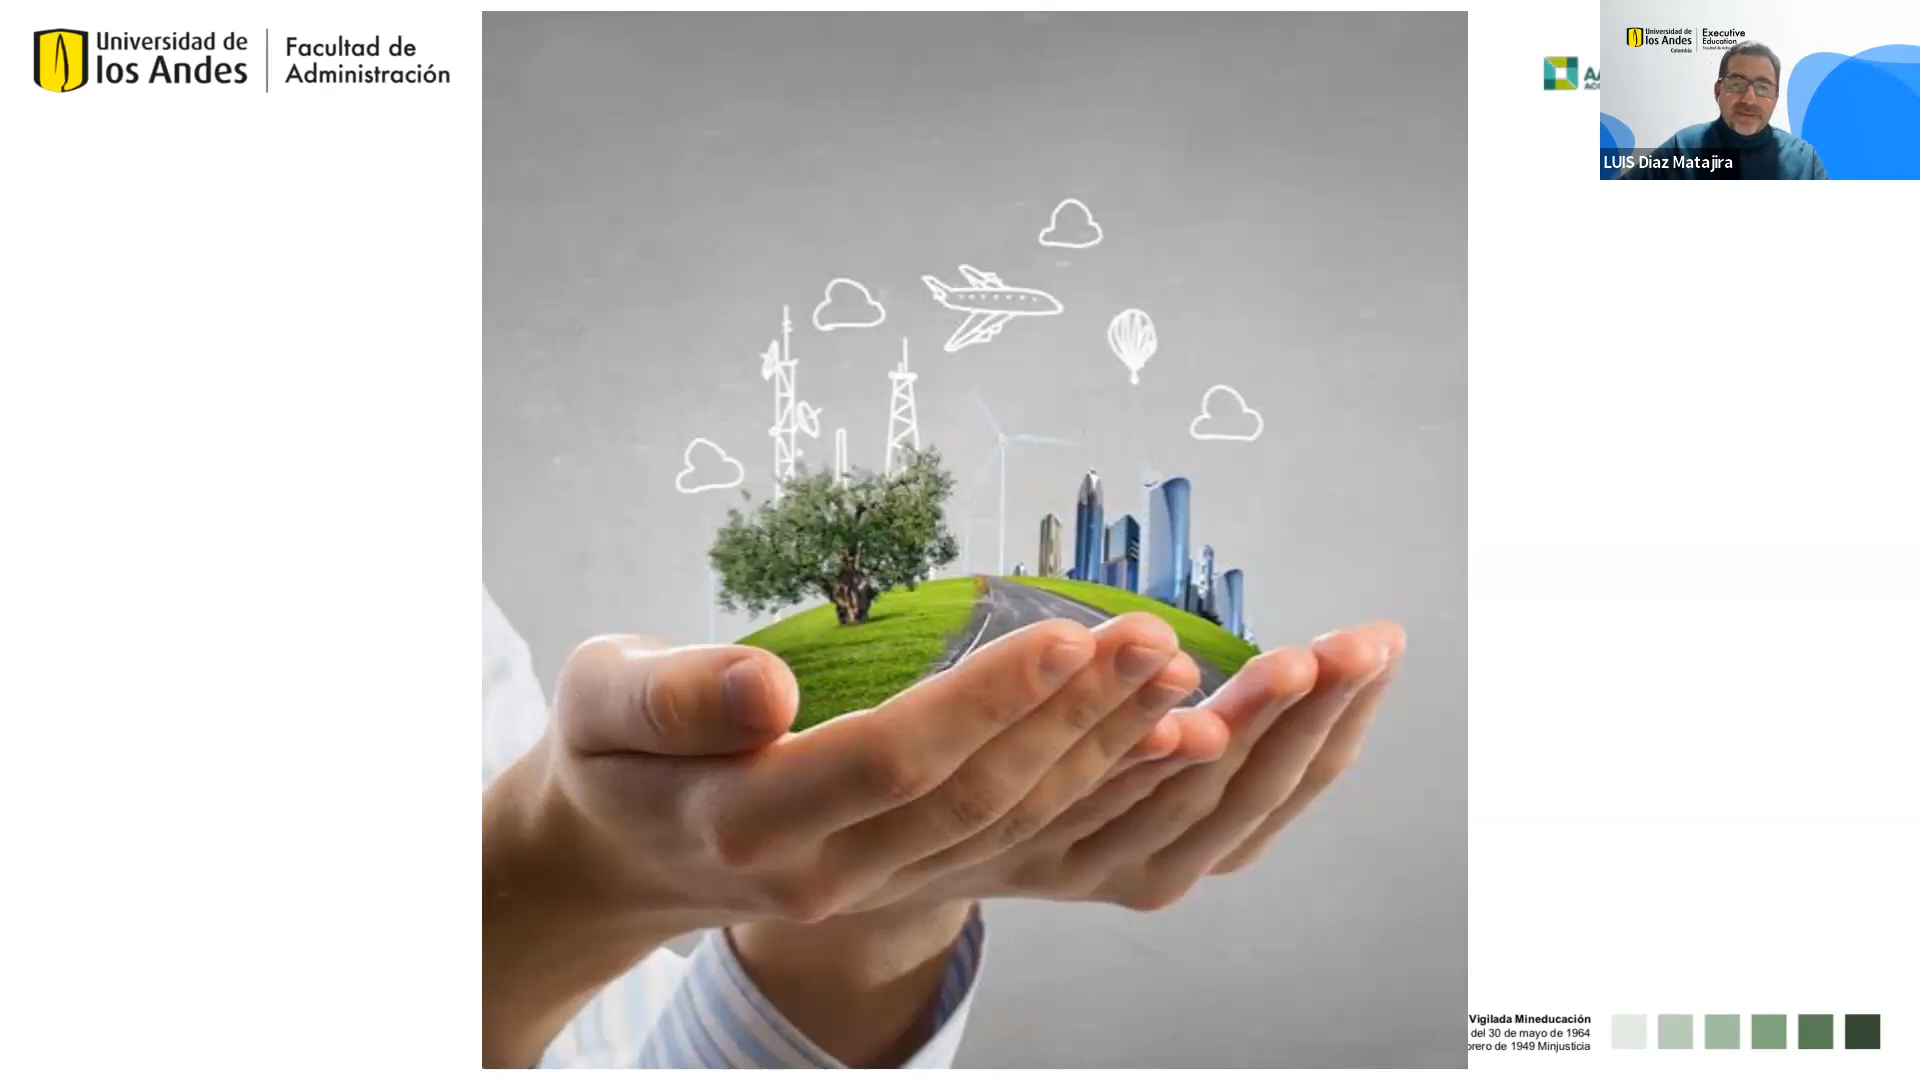 Universidad de
los Andes
Facultad de
Administración
Universidad de
los Andes
Colombia
Executive
Education
LUIS Diaz Matajira
Vigilada Mineducación
del 30 de mayo de 1964
de 1949 Minjusticia